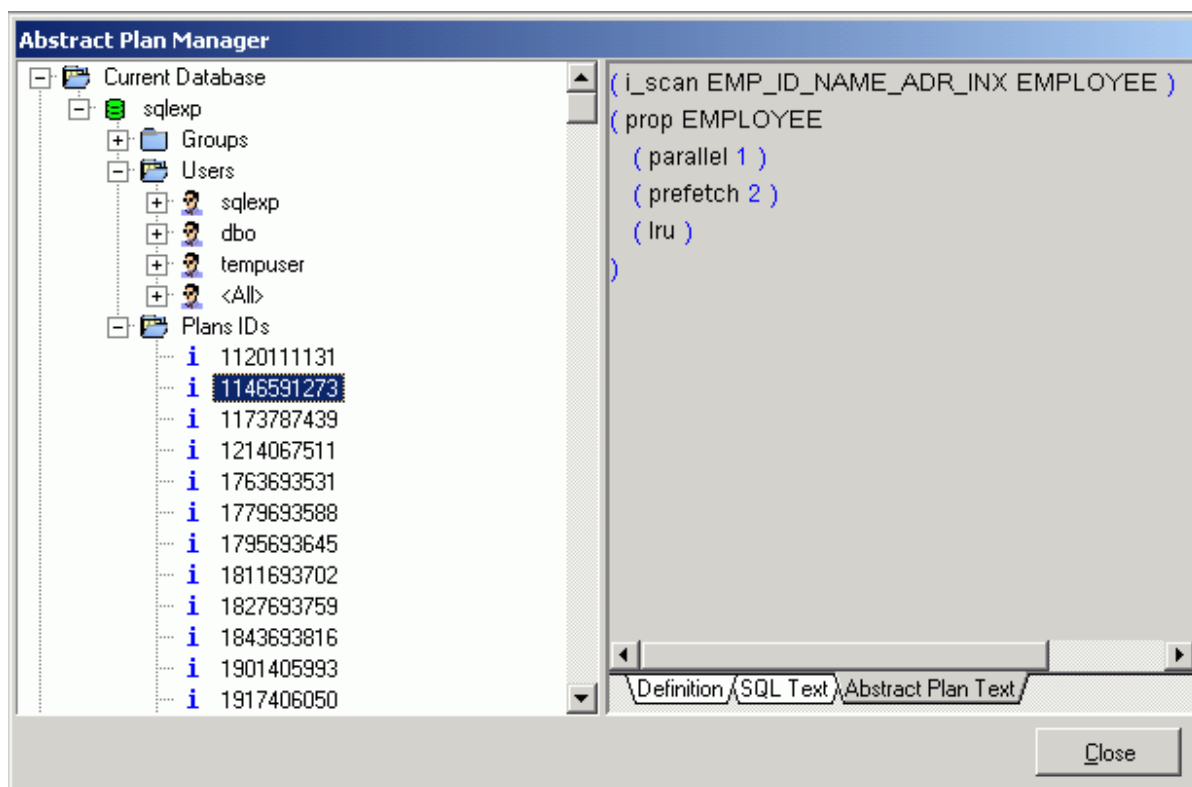 Abstract Plan Manager
Current Database
sqlexp
Groups
Users
sqlexp
dbo
tempuser
<All>
Plans IDs
i 1120111131
i 1146591273
i 1173787439
i 1214067511
i 1763693531
i 1779693588
i 1795693645
i 1811693702
i 1827693759
i 1843693816
i 1901405993
i 1917406050
( i_scan EMP_ID_NAME_ADR_INX EMPLOYEE )
( prop EMPLOYEE
( parallel 1 )
( prefetch 2 )
( lru )
)
Definition SQL Text Abstract Plan Text
Close